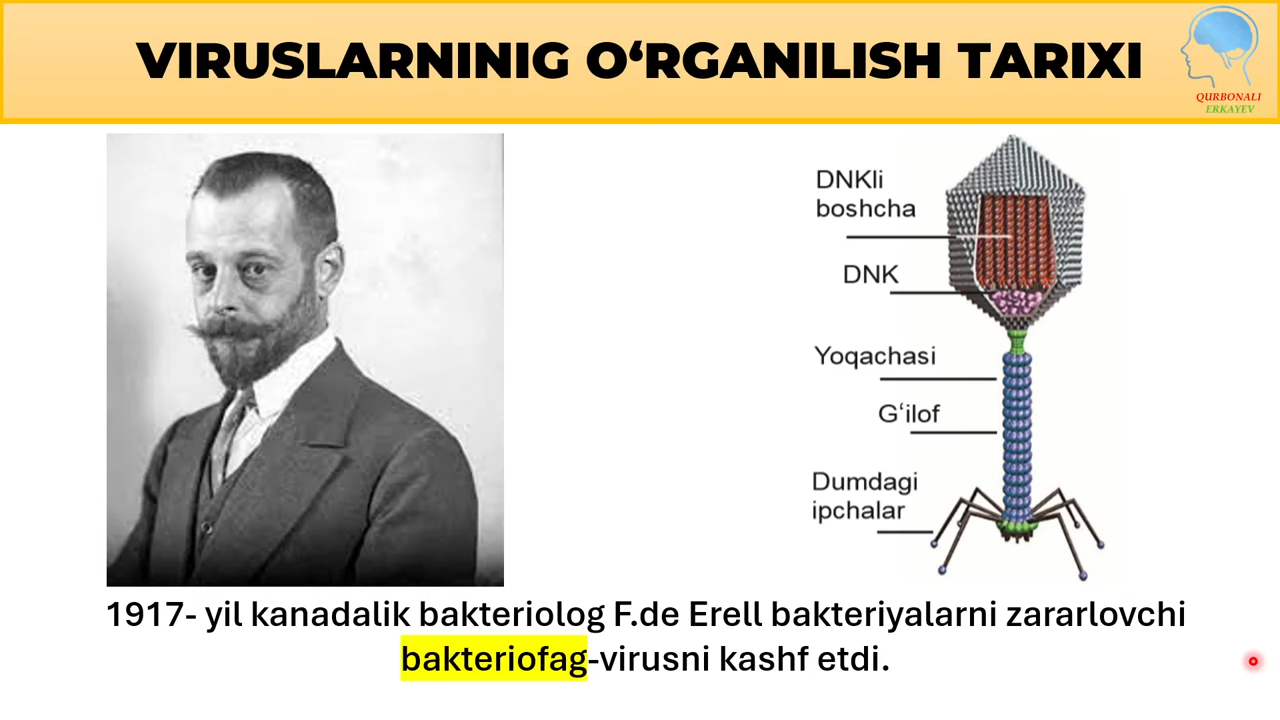 VIRUSLARNINIG O‘RGANILISH TARIXI
QURBONALI
ERKAYEV
DNKli
boshcha
DNK
Yoqachasi
G‘ilof
Dumdagi
ipchalar
1917- yil kanadalik bakteriolog F.de Erell bakteriyalarni zararlovchi
bakteriofag-virusni kashf etdi.